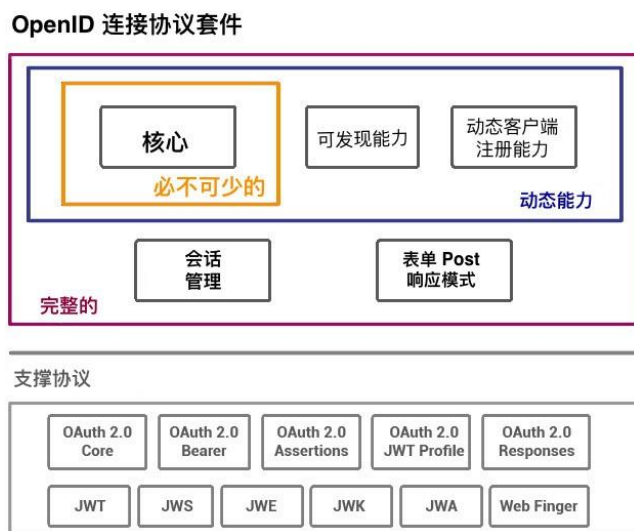 OpenID 连接协议套件
核心
必不可少的
可发现能力
动态客户端
注册能力
动态能力
会话
管理
表单 Post
响应模式
完整的
支撑协议
OAuth 2.0
Core
OAuth 2.0
Bearer
OAuth 2.0
Assertions
OAuth 2.0
JWT Profile
OAuth 2.0
Responses
JWT
JWS
JWE
JWK
JWA
Web Finger